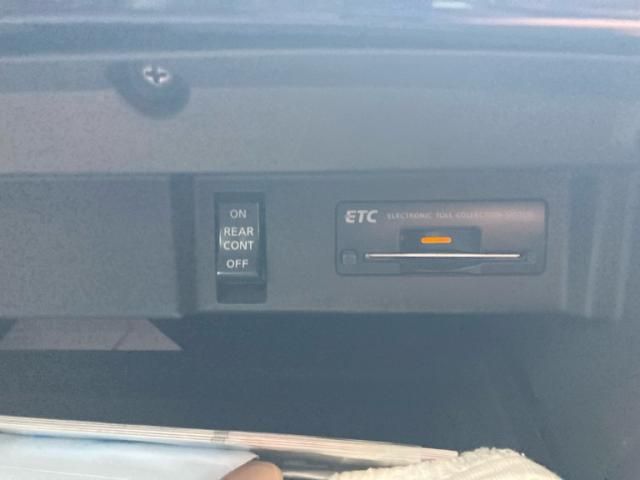 ON
REAR
CONT
OFF
ETC ELECTRONIC TOLL COLLECTION SYSTEM